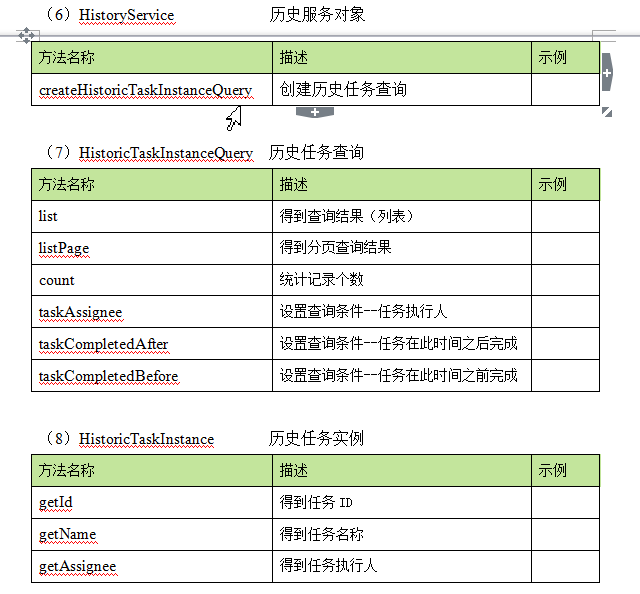 （6）HistoryService 历史服务对象
方法名称 描述 示例
createHistoricTaskInstanceQuery 创建历史任务查询
（7）HistoricTaskInstanceQuery 历史任务查询
方法名称 描述 示例
list 得到查询结果（列表）
listPage 得到分页查询结果
count 统计记录个数
taskAssignee 设置查询条件--任务执行人
taskCompletedAfter 设置查询条件--任务在此时间之后完成
taskCompletedBefore 设置查询条件--任务在此时间之前完成
（8）HistoricTaskInstance 历史任务实例
方法名称 描述 示例
getId 得到任务 ID
getName 得到任务名称
getAssignee 得到任务执行人